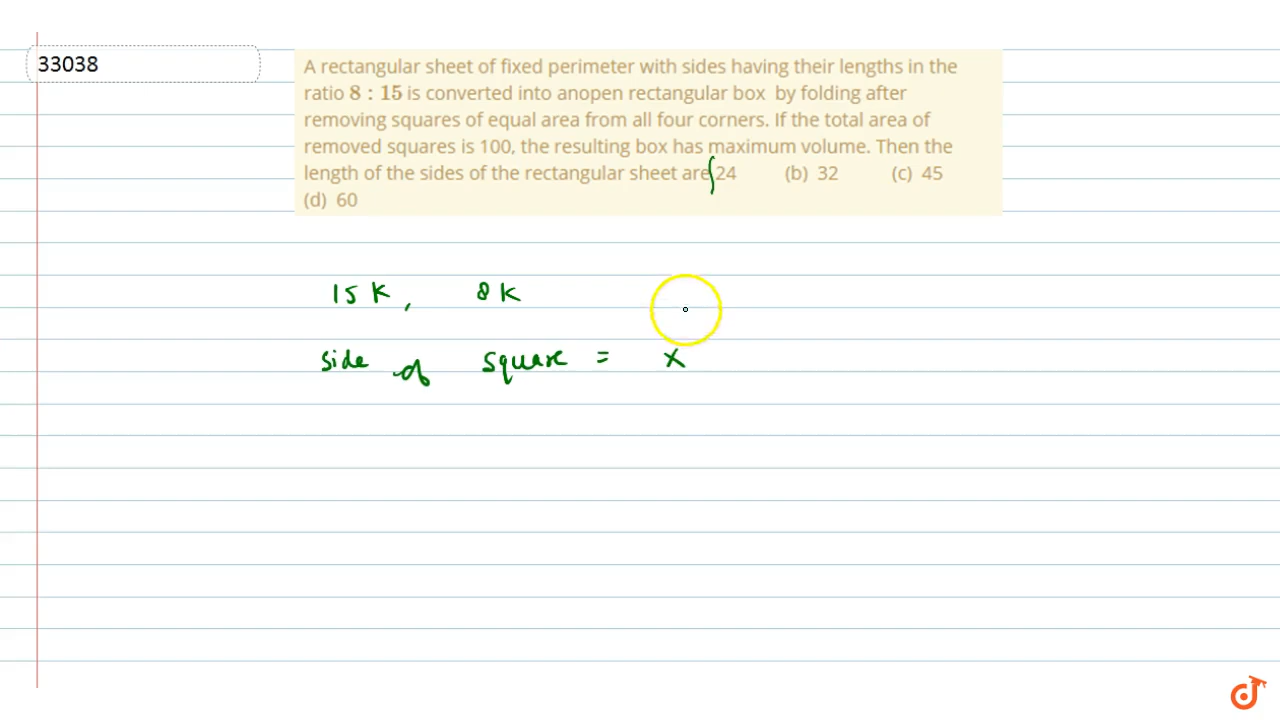 33038
A rectangular sheet of fixed perimeter with sides having their lengths in the
ratio 8 : 15 is converted into anopen rectangular box by folding after
removing squares of equal area from all four corners. If the total area of
removed squares is 100, the resulting box has maximum volume. Then the
length of the sides of the rectangular sheet are 24 (b) 32 (c) 45
(d) 60
15 K , 8 K
side of square = x